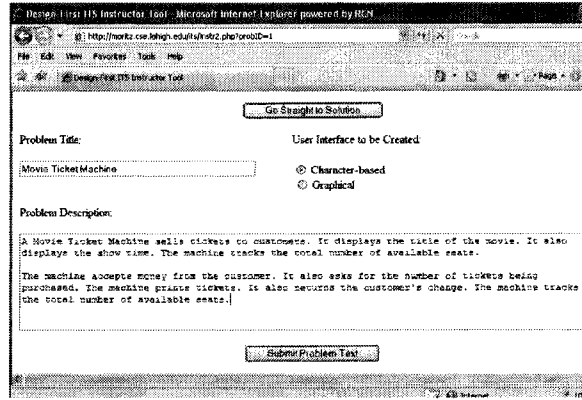 Design First ITS Instructor Tool - Microsoft Internet Explorer powered by RCN
http://moritz.cse.lehigh.edu/its/instr2.php?probID=1
File Edit View Favorites Tools Help
Design-First ITS Instructor Tool
Page
Go Straight to Solution
Problem Title: User Interface to be Created:
Movie Ticket Machine
Character-based
Graphical
Problem Description:
A Movie Ticket Machine sells tickets to customers. It displays the title of the movie. It also
displays the show time. The machine tracks the total number of available seats.
The machine accepts money from the customer. It also asks for the number of tickets being
purchased. The machine prints tickets. It also returns the customer's change. The machine tracks
the total number of available seats.
Submit Problem Text
Internet